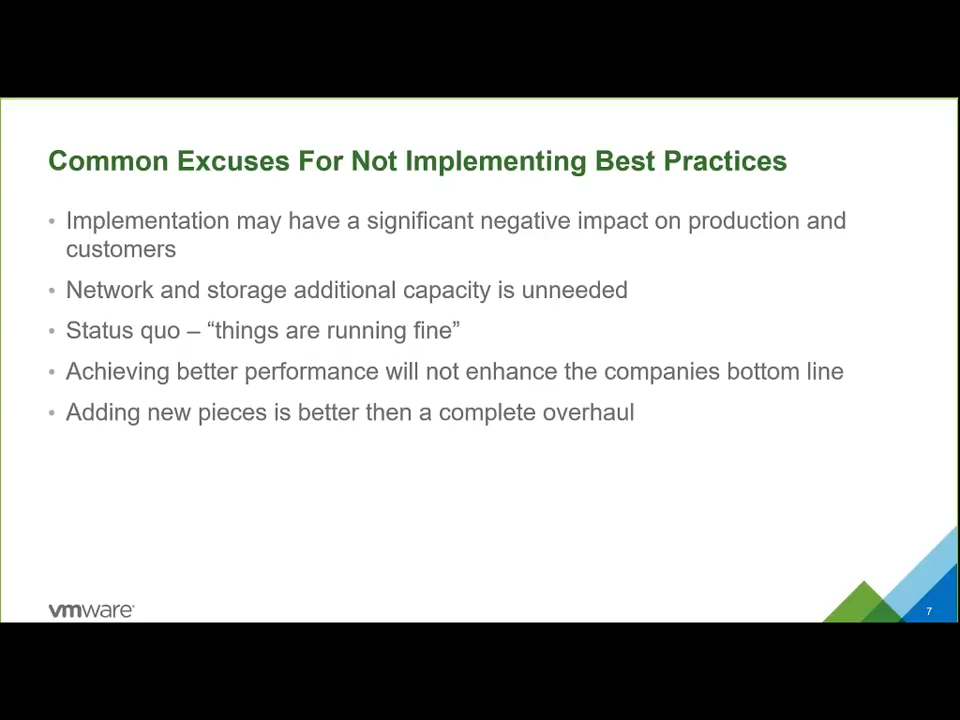 Common Excuses For Not Implementing Best Practices
• Implementation may have a significant negative impact on production and
customers
• Network and storage additional capacity is unneeded
• Status quo – “things are running fine”
• Achieving better performance will not enhance the companies bottom line
• Adding new pieces is better then a complete overhaul
vmware
7